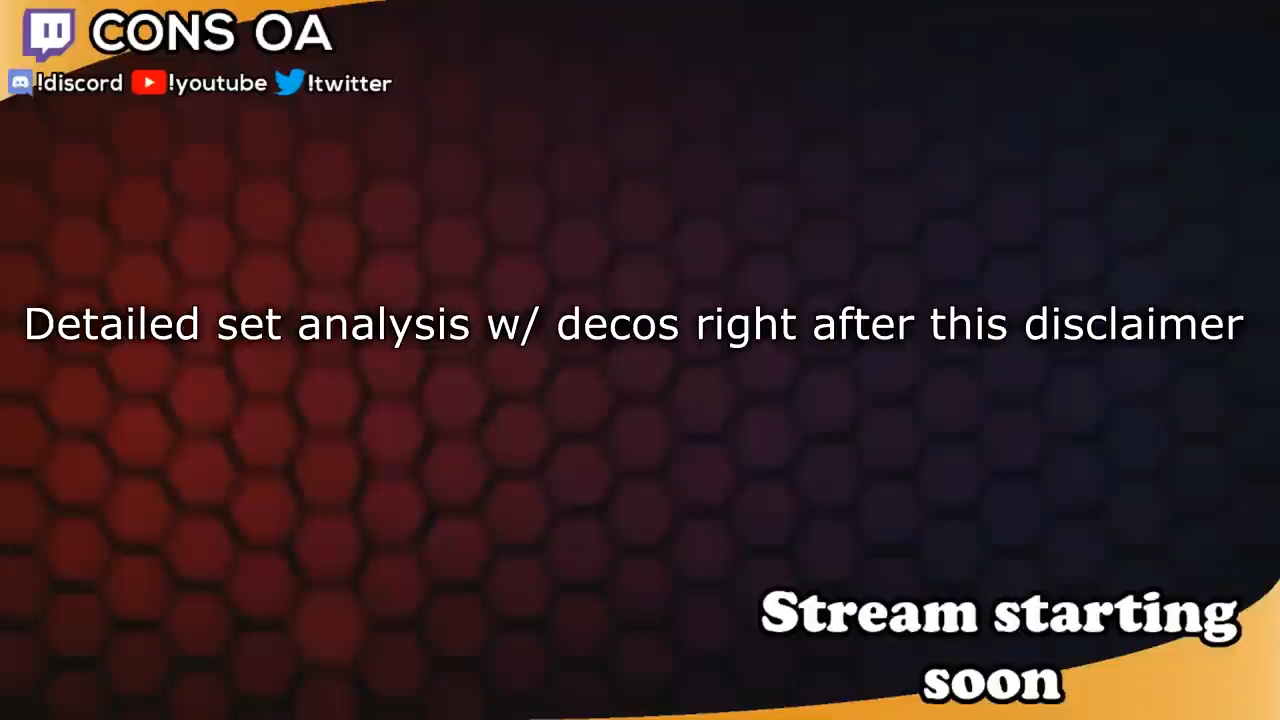 CONS OA
!discord !youtube !twitter
Detailed set analysis w/ decos right after this disclaimer
Stream starting
soon